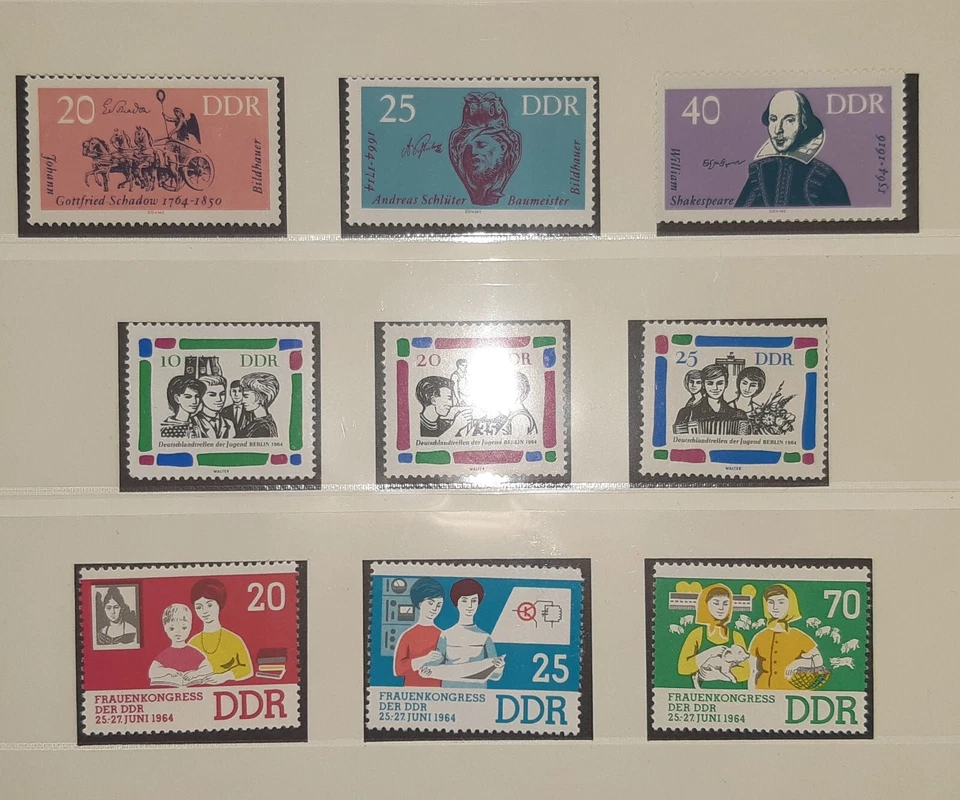 20 DDR
Johann
Bildhauer
Gottfried Schadow 1764-1850
25 DDR
1664-1714
Bildhauer
Andreas Schlüter Baumeister
40 DDR
William
1564-1616
Shakespeare
10 DDR
Deutschlandtreffen der Jugend BERLIN 1964
WALTER
20 DDR
Deutschlandtreffen der Jugend BERLIN 1964
WALTER
25 DDR
Deutschlandtreffen der Jugend BERLIN 1964
WALTER
20
FRAUENKONGRESS
DER DDR
25.-27. JUNI 1964
DDR
25
FRAUENKONGRESS
DER DDR
25.-27. JUNI 1964
DDR
70
FRAUENKONGRESS
DER DDR
25.-27. JUNI 1964
DDR